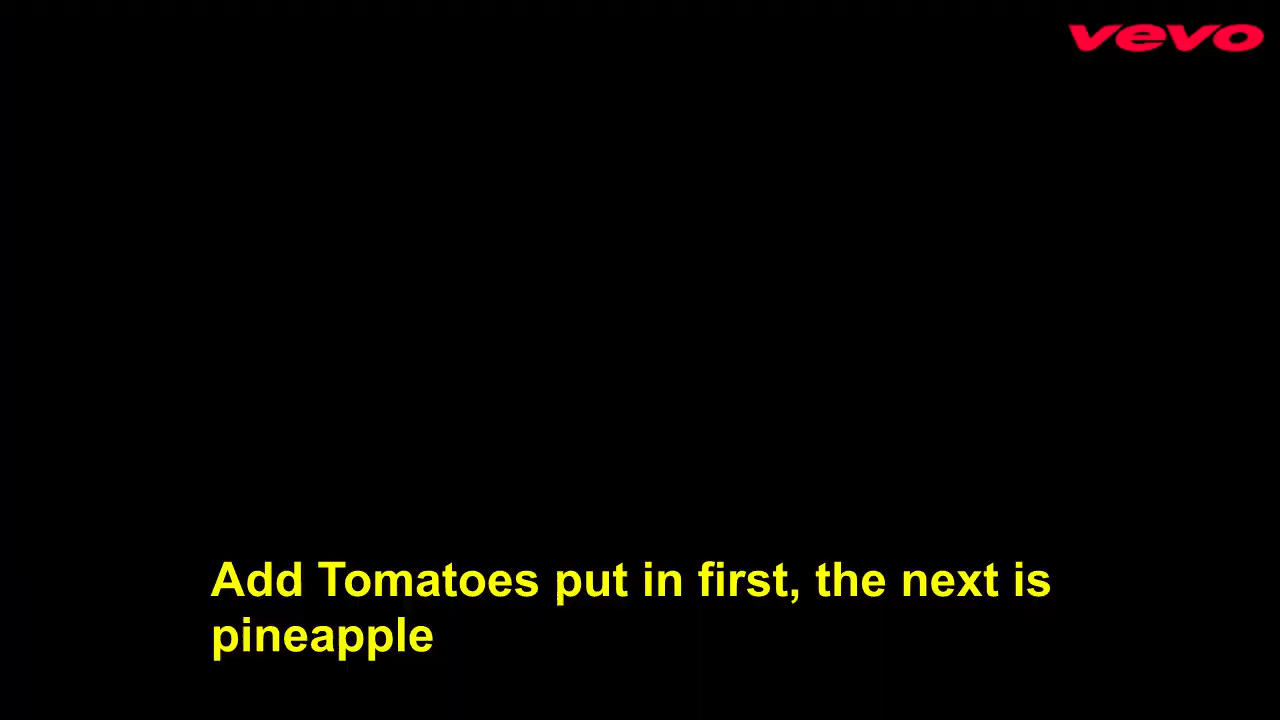 vevo
Add Tomatoes put in first, the next is
pineapple